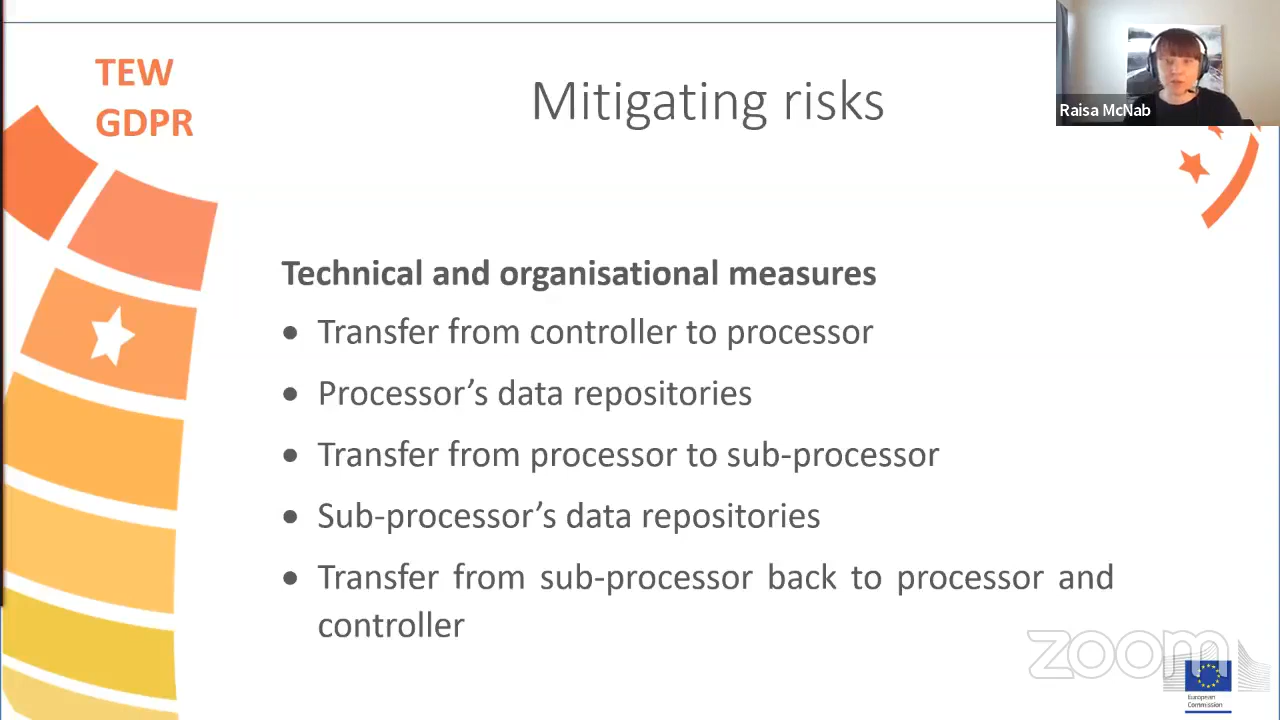 TEW
GDPR
Mitigating risks
Raisa McNab
Technical and organisational measures
• Transfer from controller to processor
• Processor’s data repositories
• Transfer from processor to sub-processor
• Sub-processor’s data repositories
• Transfer from sub-processor back to processor and
controller
zoom
European
Commission